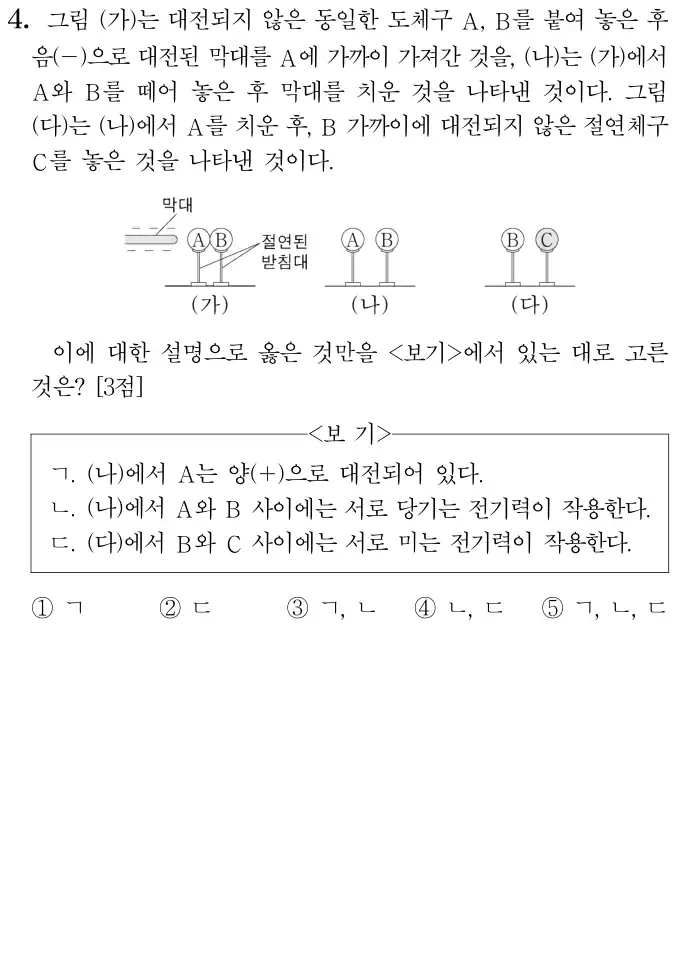 4. 그림 (가)는 대전되지 않은 동일한 도체구 A, B를 붙여 놓은 후
음(−)으로 대전된 막대를 A에 가까이 가져간 것을, (나)는 (가)에서
A와 B를 떼어 놓은 후 막대를 치운 것을 나타낸 것이다. 그림
(다)는 (나)에서 A를 치운 후, B 가까이에 대전되지 않은 절연체구
C를 놓은 것을 나타낸 것이다.
막대
A B
절연된
받침대
(가)
A B
(나)
B C
(다)
이에 대한 설명으로 옳은 것만을 <보기>에서 있는 대로 고른
것은? [3점]
<보 기>
ㄱ. (나)에서 A는 양(+)으로 대전되어 있다.
ㄴ. (나)에서 A와 B 사이에는 서로 당기는 전기력이 작용한다.
ㄷ. (다)에서 B와 C 사이에는 서로 미는 전기력이 작용한다.
① ㄱ ② ㄷ ③ ㄱ, ㄴ ④ ㄴ, ㄷ ⑤ ㄱ, ㄴ, ㄷ